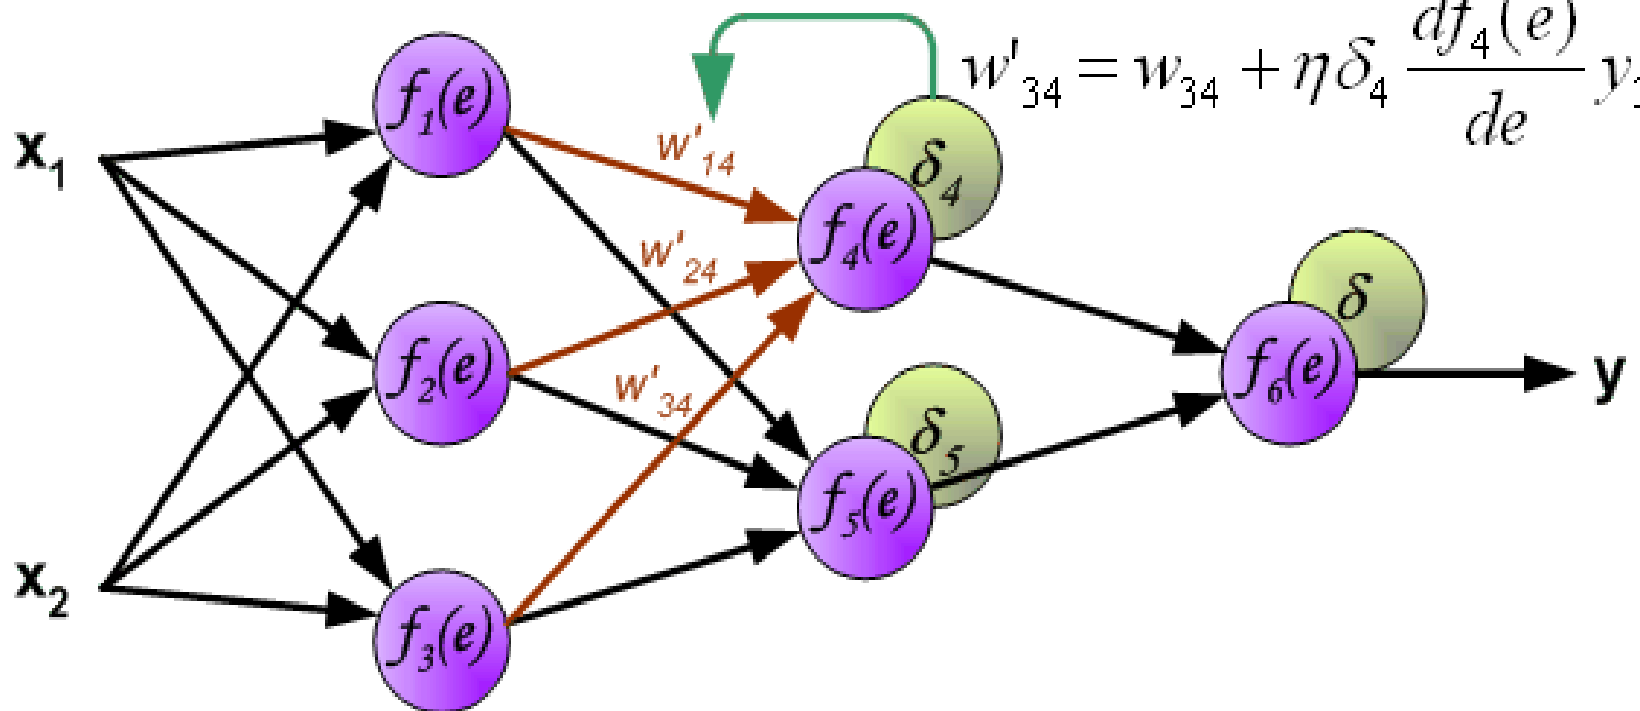 w'₃₄ = w₃₄ + ηδ₄ df₄(e)/de y
x₁
f₁(e)
w'₁₄
δ₄
w'₂₄
f₄(e)
δ
f₂(e)
w'₃₄
f₆(e)
y
δ₅
f₅(e)
x₂
f₃(e)